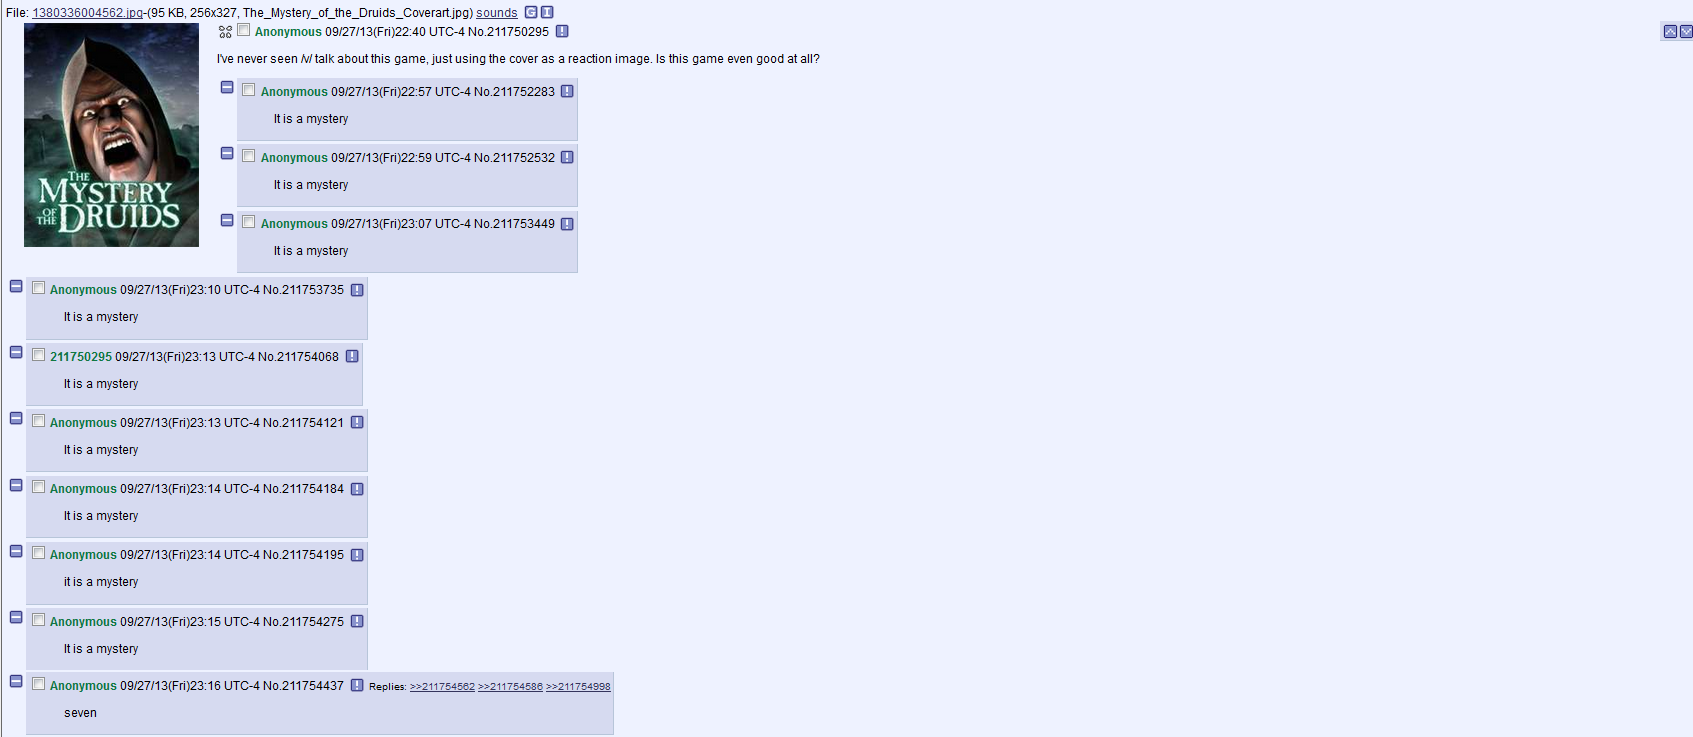 File: 1380336004562.jpg-(95 KB, 256x327, The_Mystery_of_the_Druids_Coverart.jpg) sounds G I
THE
MYSTERY
OF THE DRUIDS
Anonymous 09/27/13(Fri)22:40 UTC-4 No.211750295 !
I've never seen /v/ talk about this game, just using the cover as a reaction image. Is this game even good at all?
Anonymous 09/27/13(Fri)22:57 UTC-4 No.211752283 !
It is a mystery
Anonymous 09/27/13(Fri)22:59 UTC-4 No.211752532 !
It is a mystery
Anonymous 09/27/13(Fri)23:07 UTC-4 No.211753449 !
It is a mystery
Anonymous 09/27/13(Fri)23:10 UTC-4 No.211753735 !
It is a mystery
211750295 09/27/13(Fri)23:13 UTC-4 No.211754068 !
It is a mystery
Anonymous 09/27/13(Fri)23:13 UTC-4 No.211754121 !
It is a mystery
Anonymous 09/27/13(Fri)23:14 UTC-4 No.211754184 !
It is a mystery
Anonymous 09/27/13(Fri)23:14 UTC-4 No.211754195 !
it is a mystery
Anonymous 09/27/13(Fri)23:15 UTC-4 No.211754275 !
It is a mystery
Anonymous 09/27/13(Fri)23:16 UTC-4 No.211754437 ! Replies: >>211754562 >>211754586 >>211754998
seven